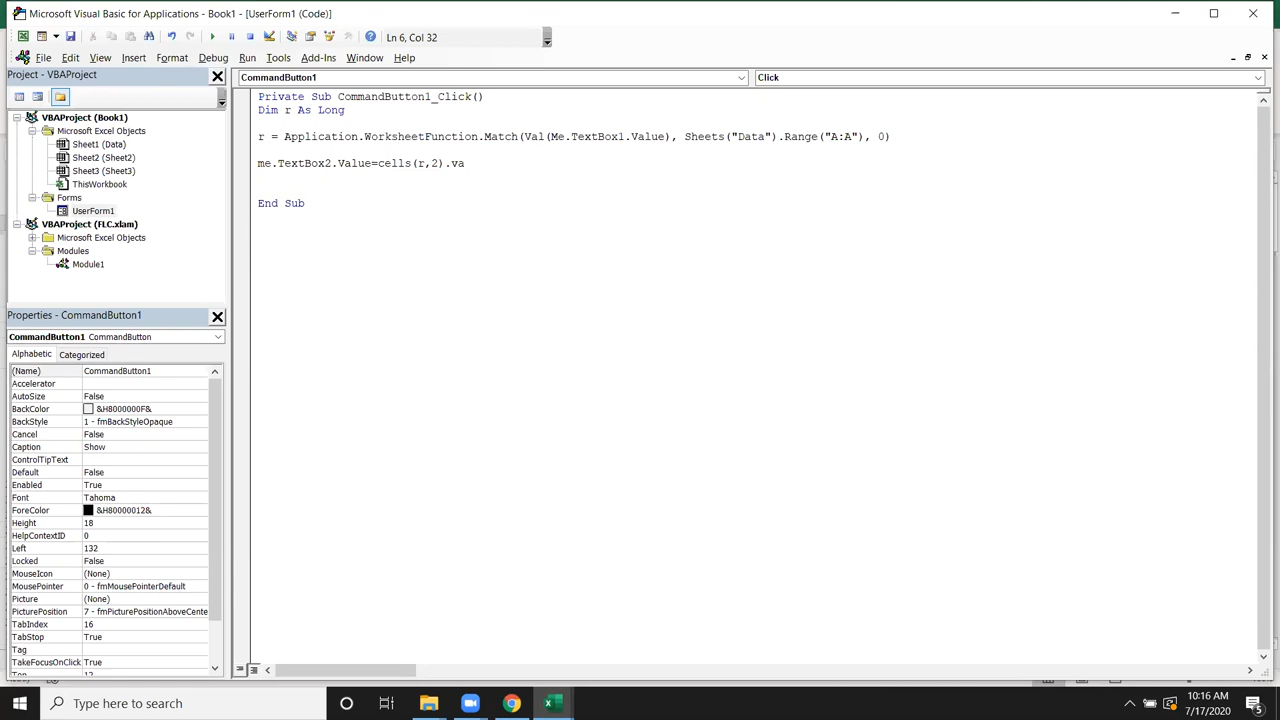 Microsoft Visual Basic for Applications - Book1 - [UserForm1 (Code)]
Ln 6, Col 32
File Edit View Insert Format Debug Run Tools Add-Ins Window Help
Project - VBAProject
CommandButton1
Click
VBAProject (Book1)
Microsoft Excel Objects
Sheet1 (Data)
Sheet2 (Sheet2)
Sheet3 (Sheet3)
ThisWorkbook
Forms
UserForm1
VBAProject (FLC.xlam)
Microsoft Excel Objects
Modules
Module1
Private Sub CommandButton1_Click()
Dim r As Long
r = Application.WorksheetFunction.Match(Val(Me.TextBox1.Value), Sheets("Data").Range("A:A"), 0)
me.TextBox2.Value=cells(r,2).va
End Sub
Properties - CommandButton1
CommandButton1 CommandButton
Alphabetic Categorized
(Name) CommandButton1
Accelerator
AutoSize False
BackColor &H8000000F&
BackStyle 1 - fmBackStyleOpaque
Cancel False
Caption Show
ControlTipText
Default False
Enabled True
Font Tahoma
ForeColor &H80000012&
Height 18
HelpContextID 0
Left 132
Locked False
MouseIcon (None)
MousePointer 0 - fmMousePointerDefault
Picture (None)
PicturePosition 7 - fmPicturePositionAboveCente
TabIndex 16
TabStop True
Tag
TakeFocusOnClick True
Type here to search
10:16 AM
7/17/2020
5